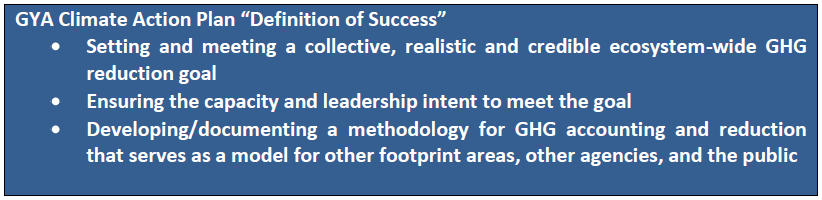 GYA Climate Action Plan “Definition of Success”
• Setting and meeting a collective, realistic and credible ecosystem-wide GHG
reduction goal
• Ensuring the capacity and leadership intent to meet the goal
• Developing/documenting a methodology for GHG accounting and reduction
that serves as a model for other footprint areas, other agencies, and the public